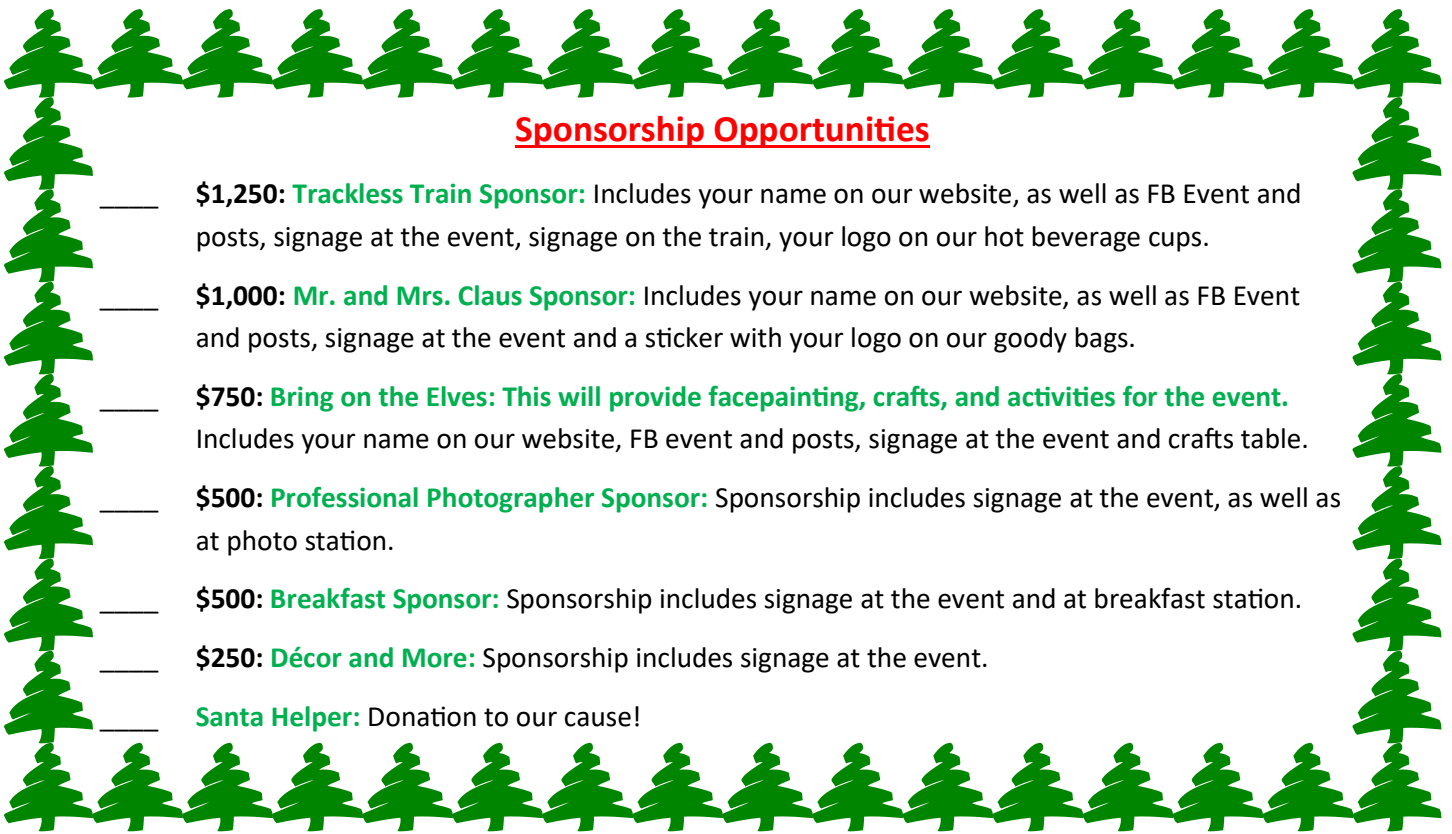 Sponsorship Opportunities
____ $1,250: Trackless Train Sponsor: Includes your name on our website, as well as FB Event and
posts, signage at the event, signage on the train, your logo on our hot beverage cups.
____ $1,000: Mr. and Mrs. Claus Sponsor: Includes your name on our website, as well as FB Event
and posts, signage at the event and a sticker with your logo on our goody bags.
____ $750: Bring on the Elves: This will provide facepainting, crafts, and activities for the event.
Includes your name on our website, FB event and posts, signage at the event and crafts table.
____ $500: Professional Photographer Sponsor: Sponsorship includes signage at the event, as well as
at photo station.
____ $500: Breakfast Sponsor: Sponsorship includes signage at the event and at breakfast station.
____ $250: Décor and More: Sponsorship includes signage at the event.
____ Santa Helper: Donation to our cause!